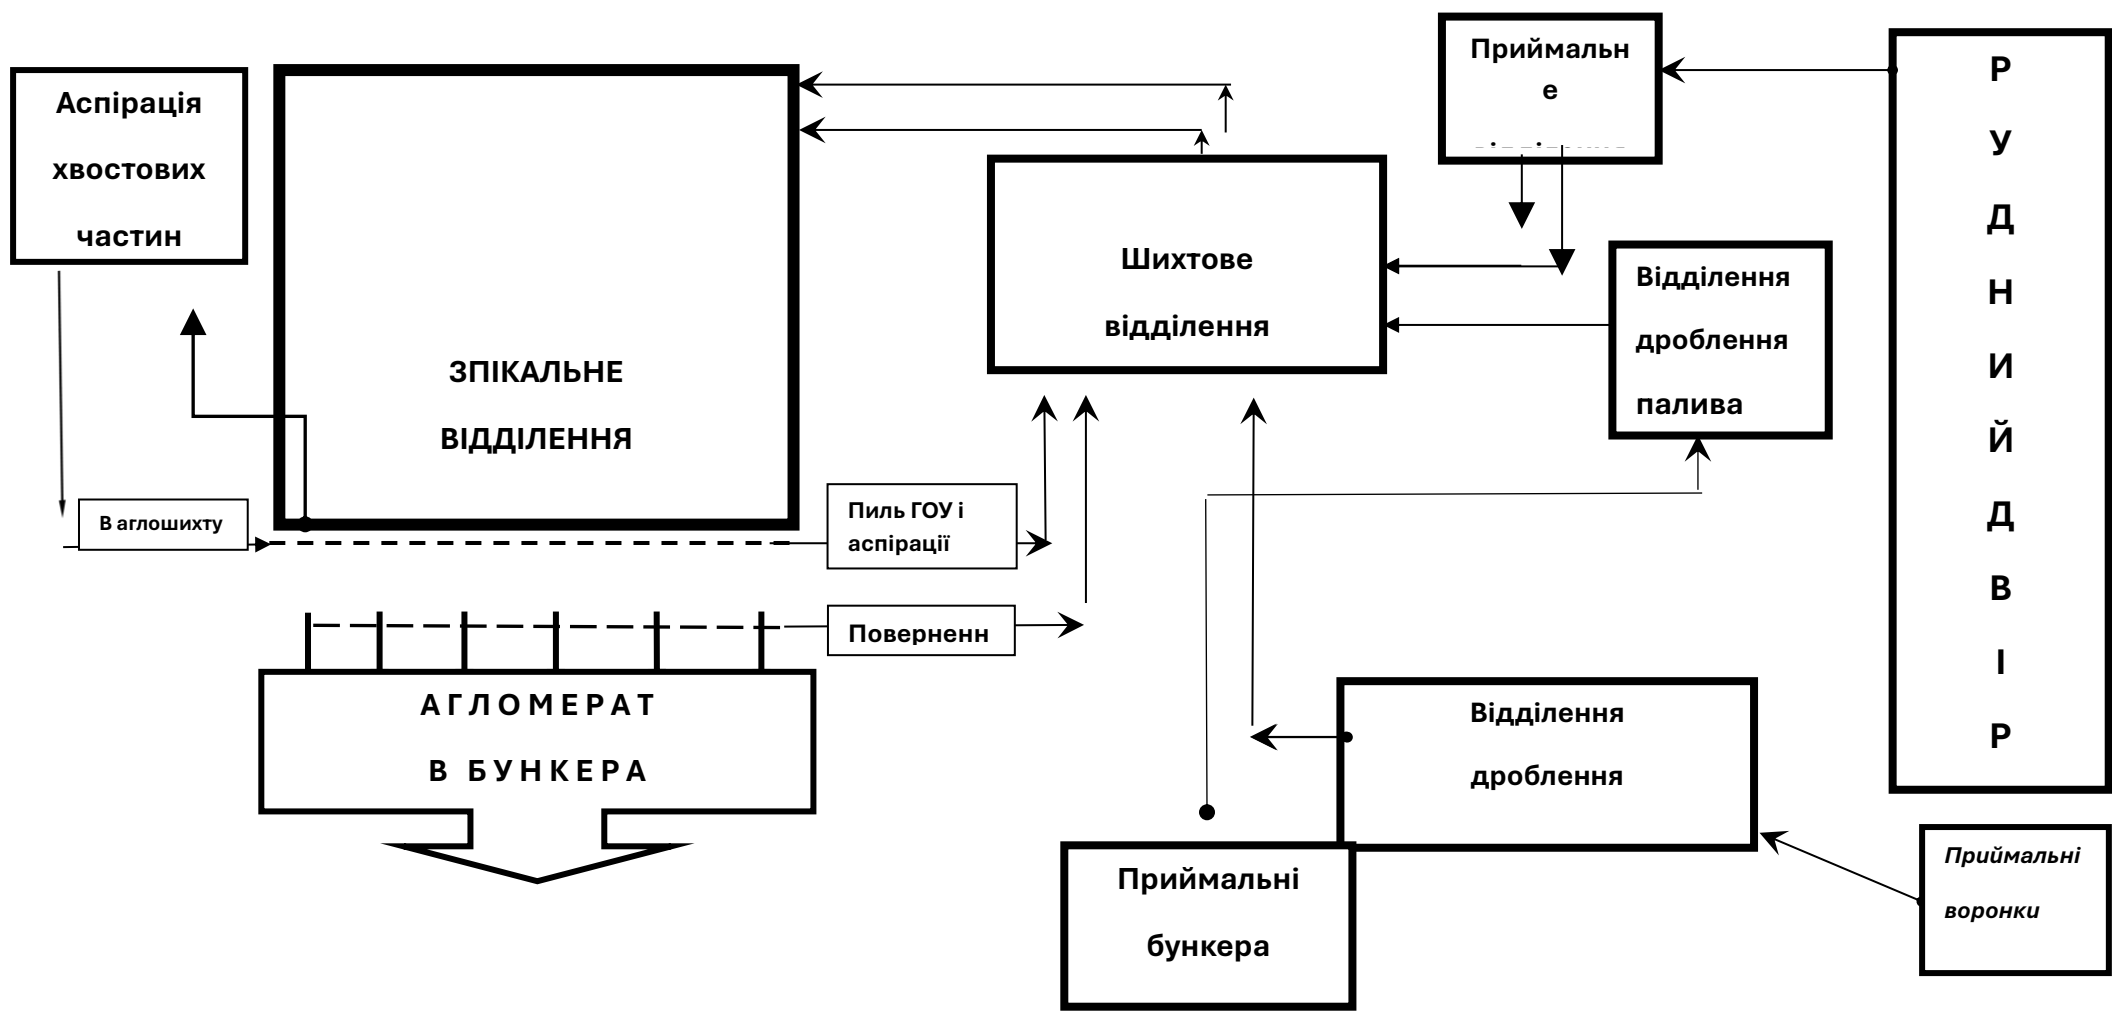 Аспірація
хвостових
частин
ЗПІКАЛЬНЕ
ВІДДІЛЕННЯ
В аглошихту
Пиль ГОУ і
аспірації
Поверненн
АГЛОМЕРАТ
В БУНКЕРА
Шихтове
відділення
Приймальн
е
Відділення
дроблення
палива
Відділення
дроблення
Приймальні
бункера
Р
У
Д
Н
И
Й
Д
В
І
Р
Приймальні
воронки